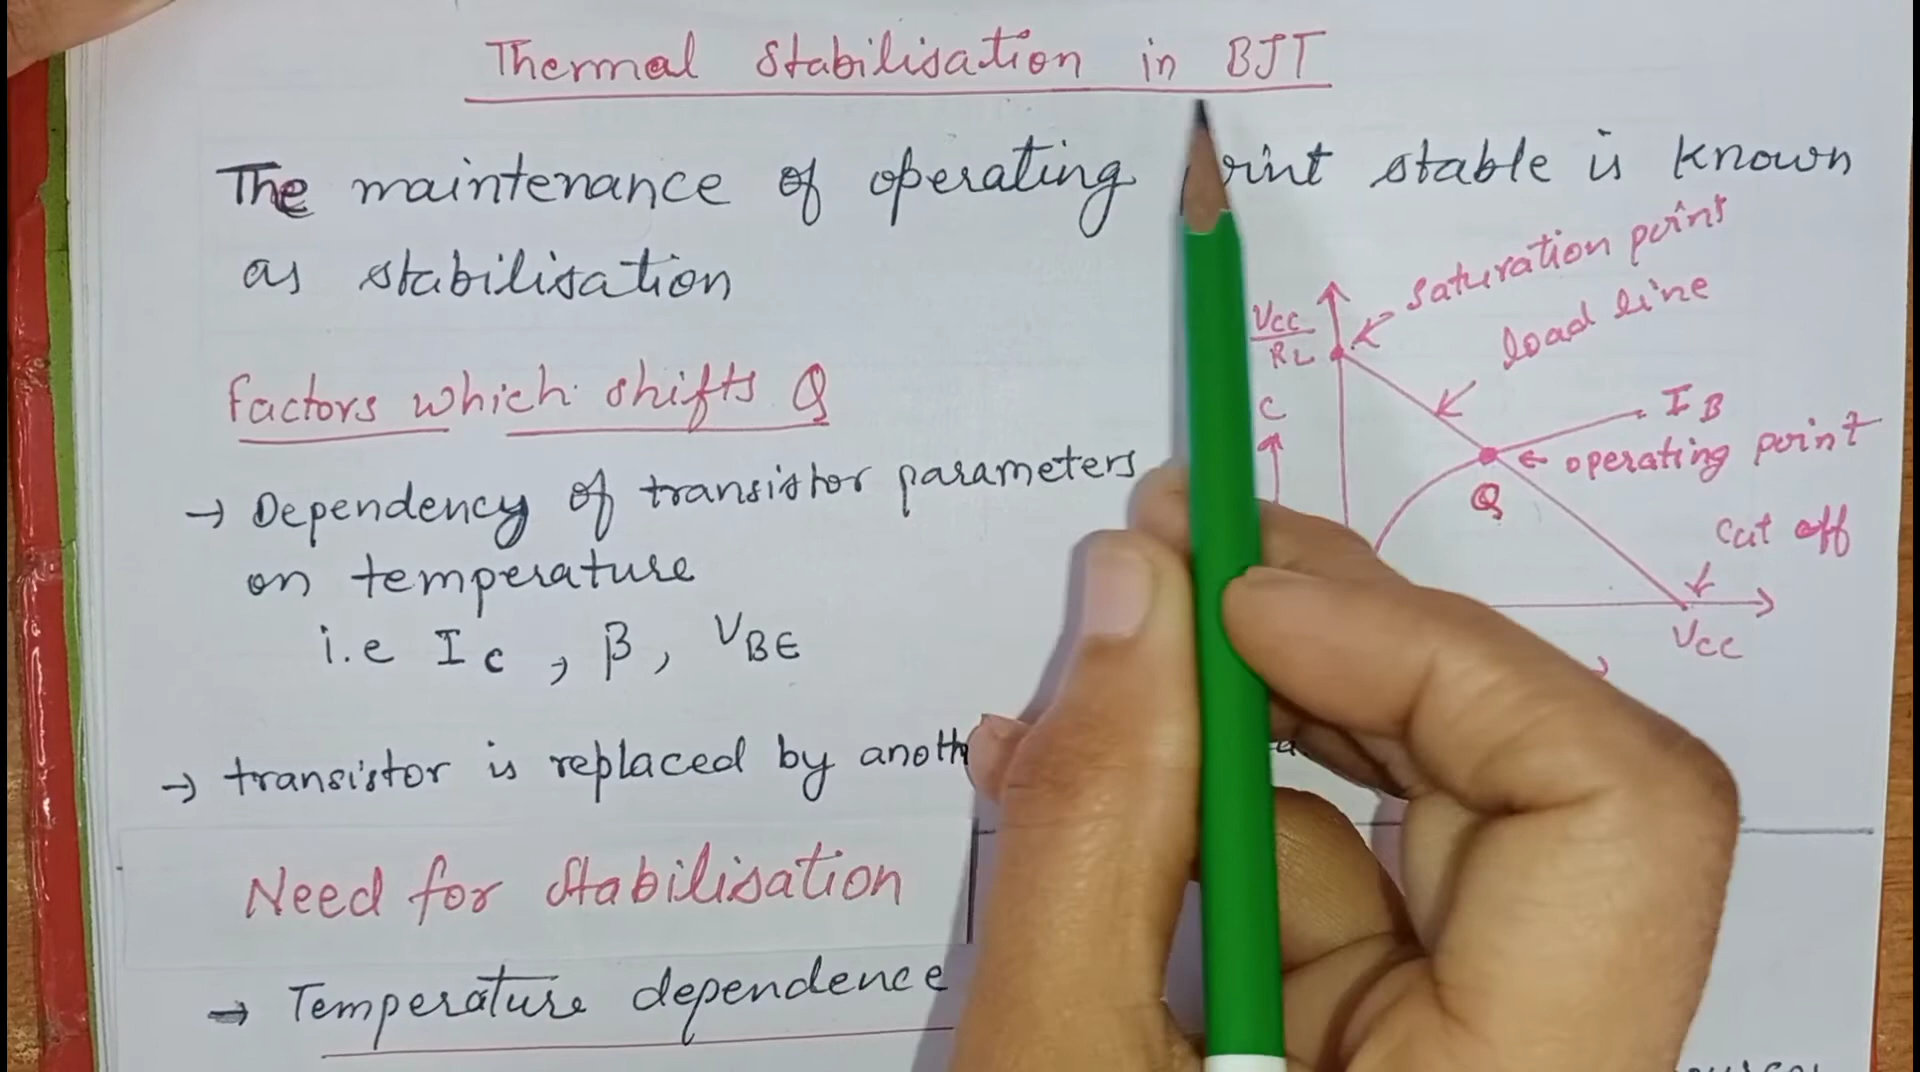 Thermal Stabilisation in BJT
The maintenance of operating stable is known
as stabilisation
factors which shifts Q
→ Dependency of transistor parameters
on temperature
i.e IC, β, VBE
→ transistor is replaced by
Need for Stabilisation
→ Temperature dependence
saturation point
load line
VCC
RL
C
IB
← operating point
Q
Cut off
VCC